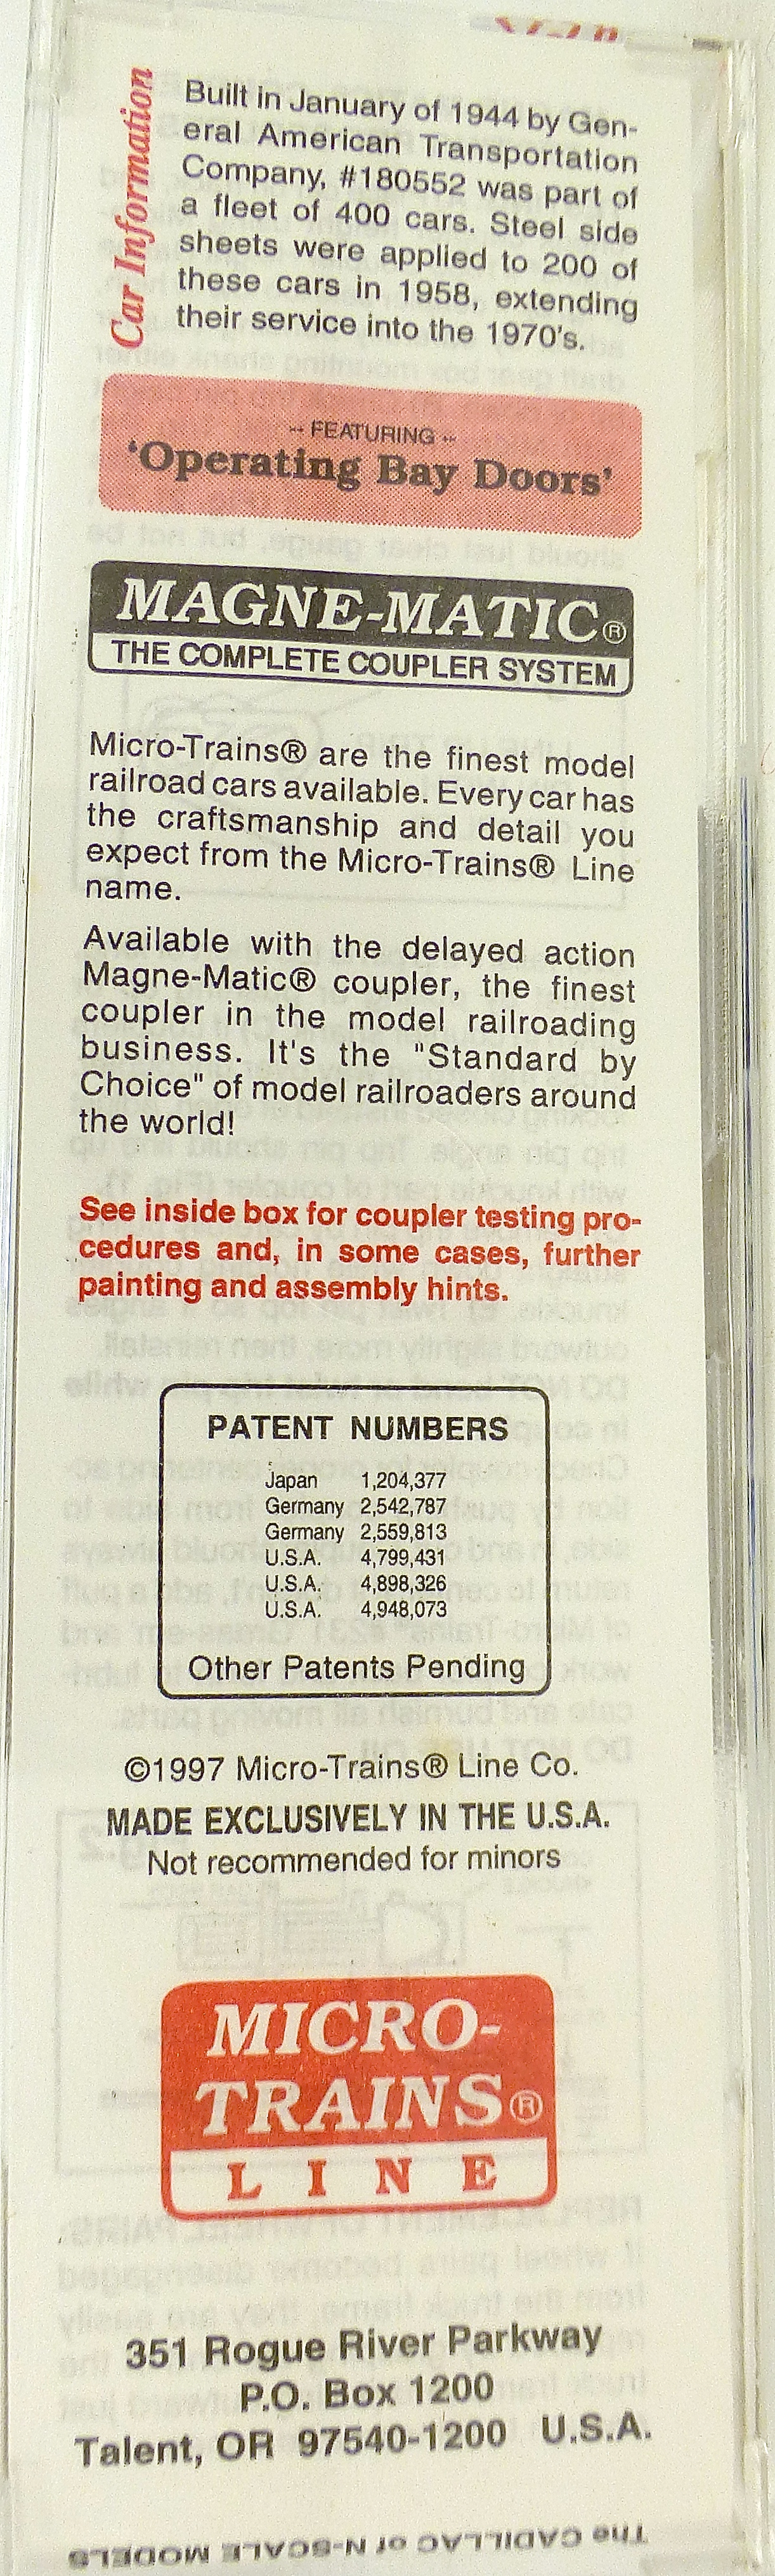 Car Information
Built in January of 1944 by Gen-
eral American Transportation
Company, #180552 was part of
a fleet of 400 cars. Steel side
sheets were applied to 200 of
these cars in 1958, extending
their service into the 1970's.
-- FEATURING --
'Operating Bay Doors'
MAGNE-MATIC®
THE COMPLETE COUPLER SYSTEM
Micro-Trains® are the finest model
railroad cars available. Every car has
the craftsmanship and detail you
expect from the Micro-Trains® Line
name.
Available with the delayed action
Magne-Matic® coupler, the finest
coupler in the model railroading
business. It's the "Standard by
Choice" of model railroaders around
the world!
See inside box for coupler testing pro-
cedures and, in some cases, further
painting and assembly hints.
PATENT NUMBERS
Japan 1,204,377
Germany 2,542,787
Germany 2,559,813
U.S.A. 4,799,431
U.S.A. 4,898,326
U.S.A. 4,948,073
Other Patents Pending
©1997 Micro-Trains® Line Co.
MADE EXCLUSIVELY IN THE U.S.A.
Not recommended for minors
MICRO-
TRAINS®
LINE
351 Rogue River Parkway
P.O. Box 1200
Talent, OR 97540-1200 U.S.A.
The CADILLAC of N-SCALE MODELS